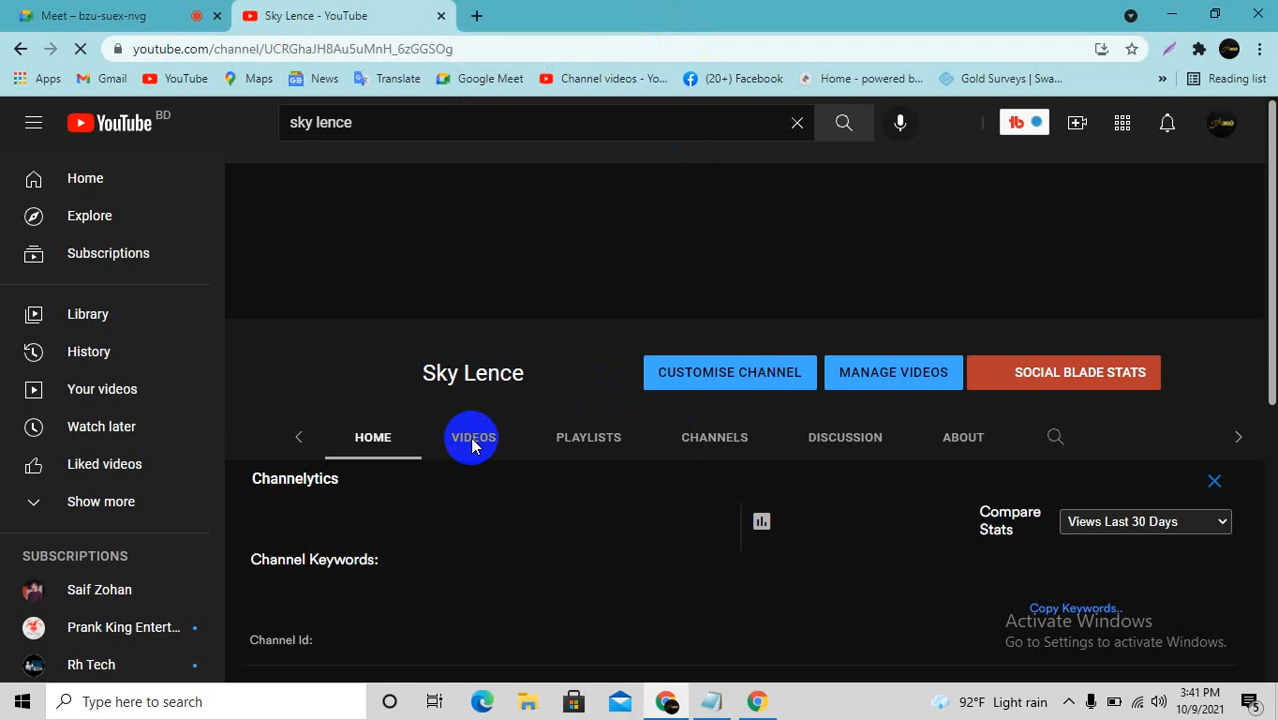 Meet – bzu-suex-nvg
Sky Lence - YouTube
youtube.com/channel/UCRGhaJH8Au5uMnH_6zGGSOg
Apps
Gmail
YouTube
Maps
News
Translate
Google Meet
Channel videos - Yo...
(20+) Facebook
Home - powered b...
Gold Surveys | Swa...
»
Reading list
YouTube BD
sky lence
tb
Home
Explore
Subscriptions
Library
History
Your videos
Watch later
Liked videos
Show more
SUBSCRIPTIONS
Saif Zohan
Prank King Entert...
Rh Tech
Sky Lence
CUSTOMISE CHANNEL
MANAGE VIDEOS
SOCIAL BLADE STATS
HOME
VIDEOS
PLAYLISTS
CHANNELS
DISCUSSION
ABOUT
Channelytics
Compare
Stats
Views Last 30 Days
Channel Keywords:
Copy Keywords..
Channel Id:
Activate Windows
Go to Settings to activate Windows.
Type here to search
92°F Light rain
3:41 PM
10/9/2021
5